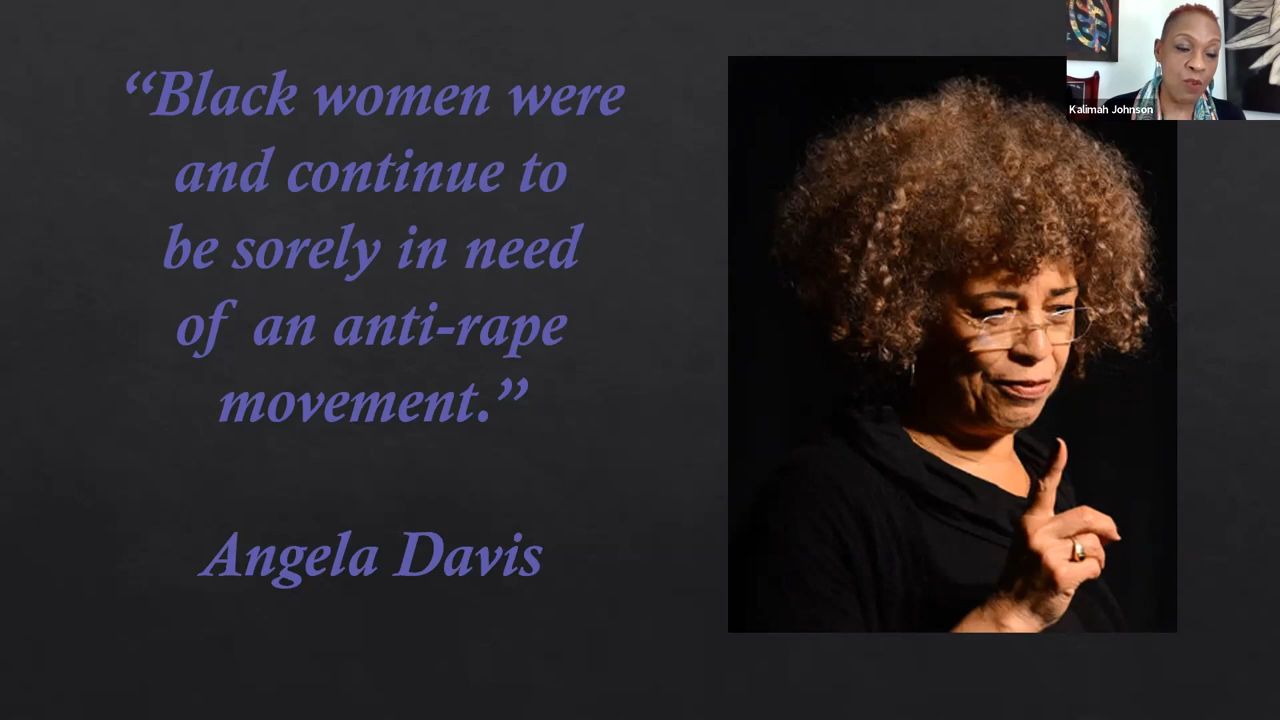 “Black women were
and continue to
be sorely in need
of an anti-rape
movement.”
Angela Davis
Kalimah Johnson